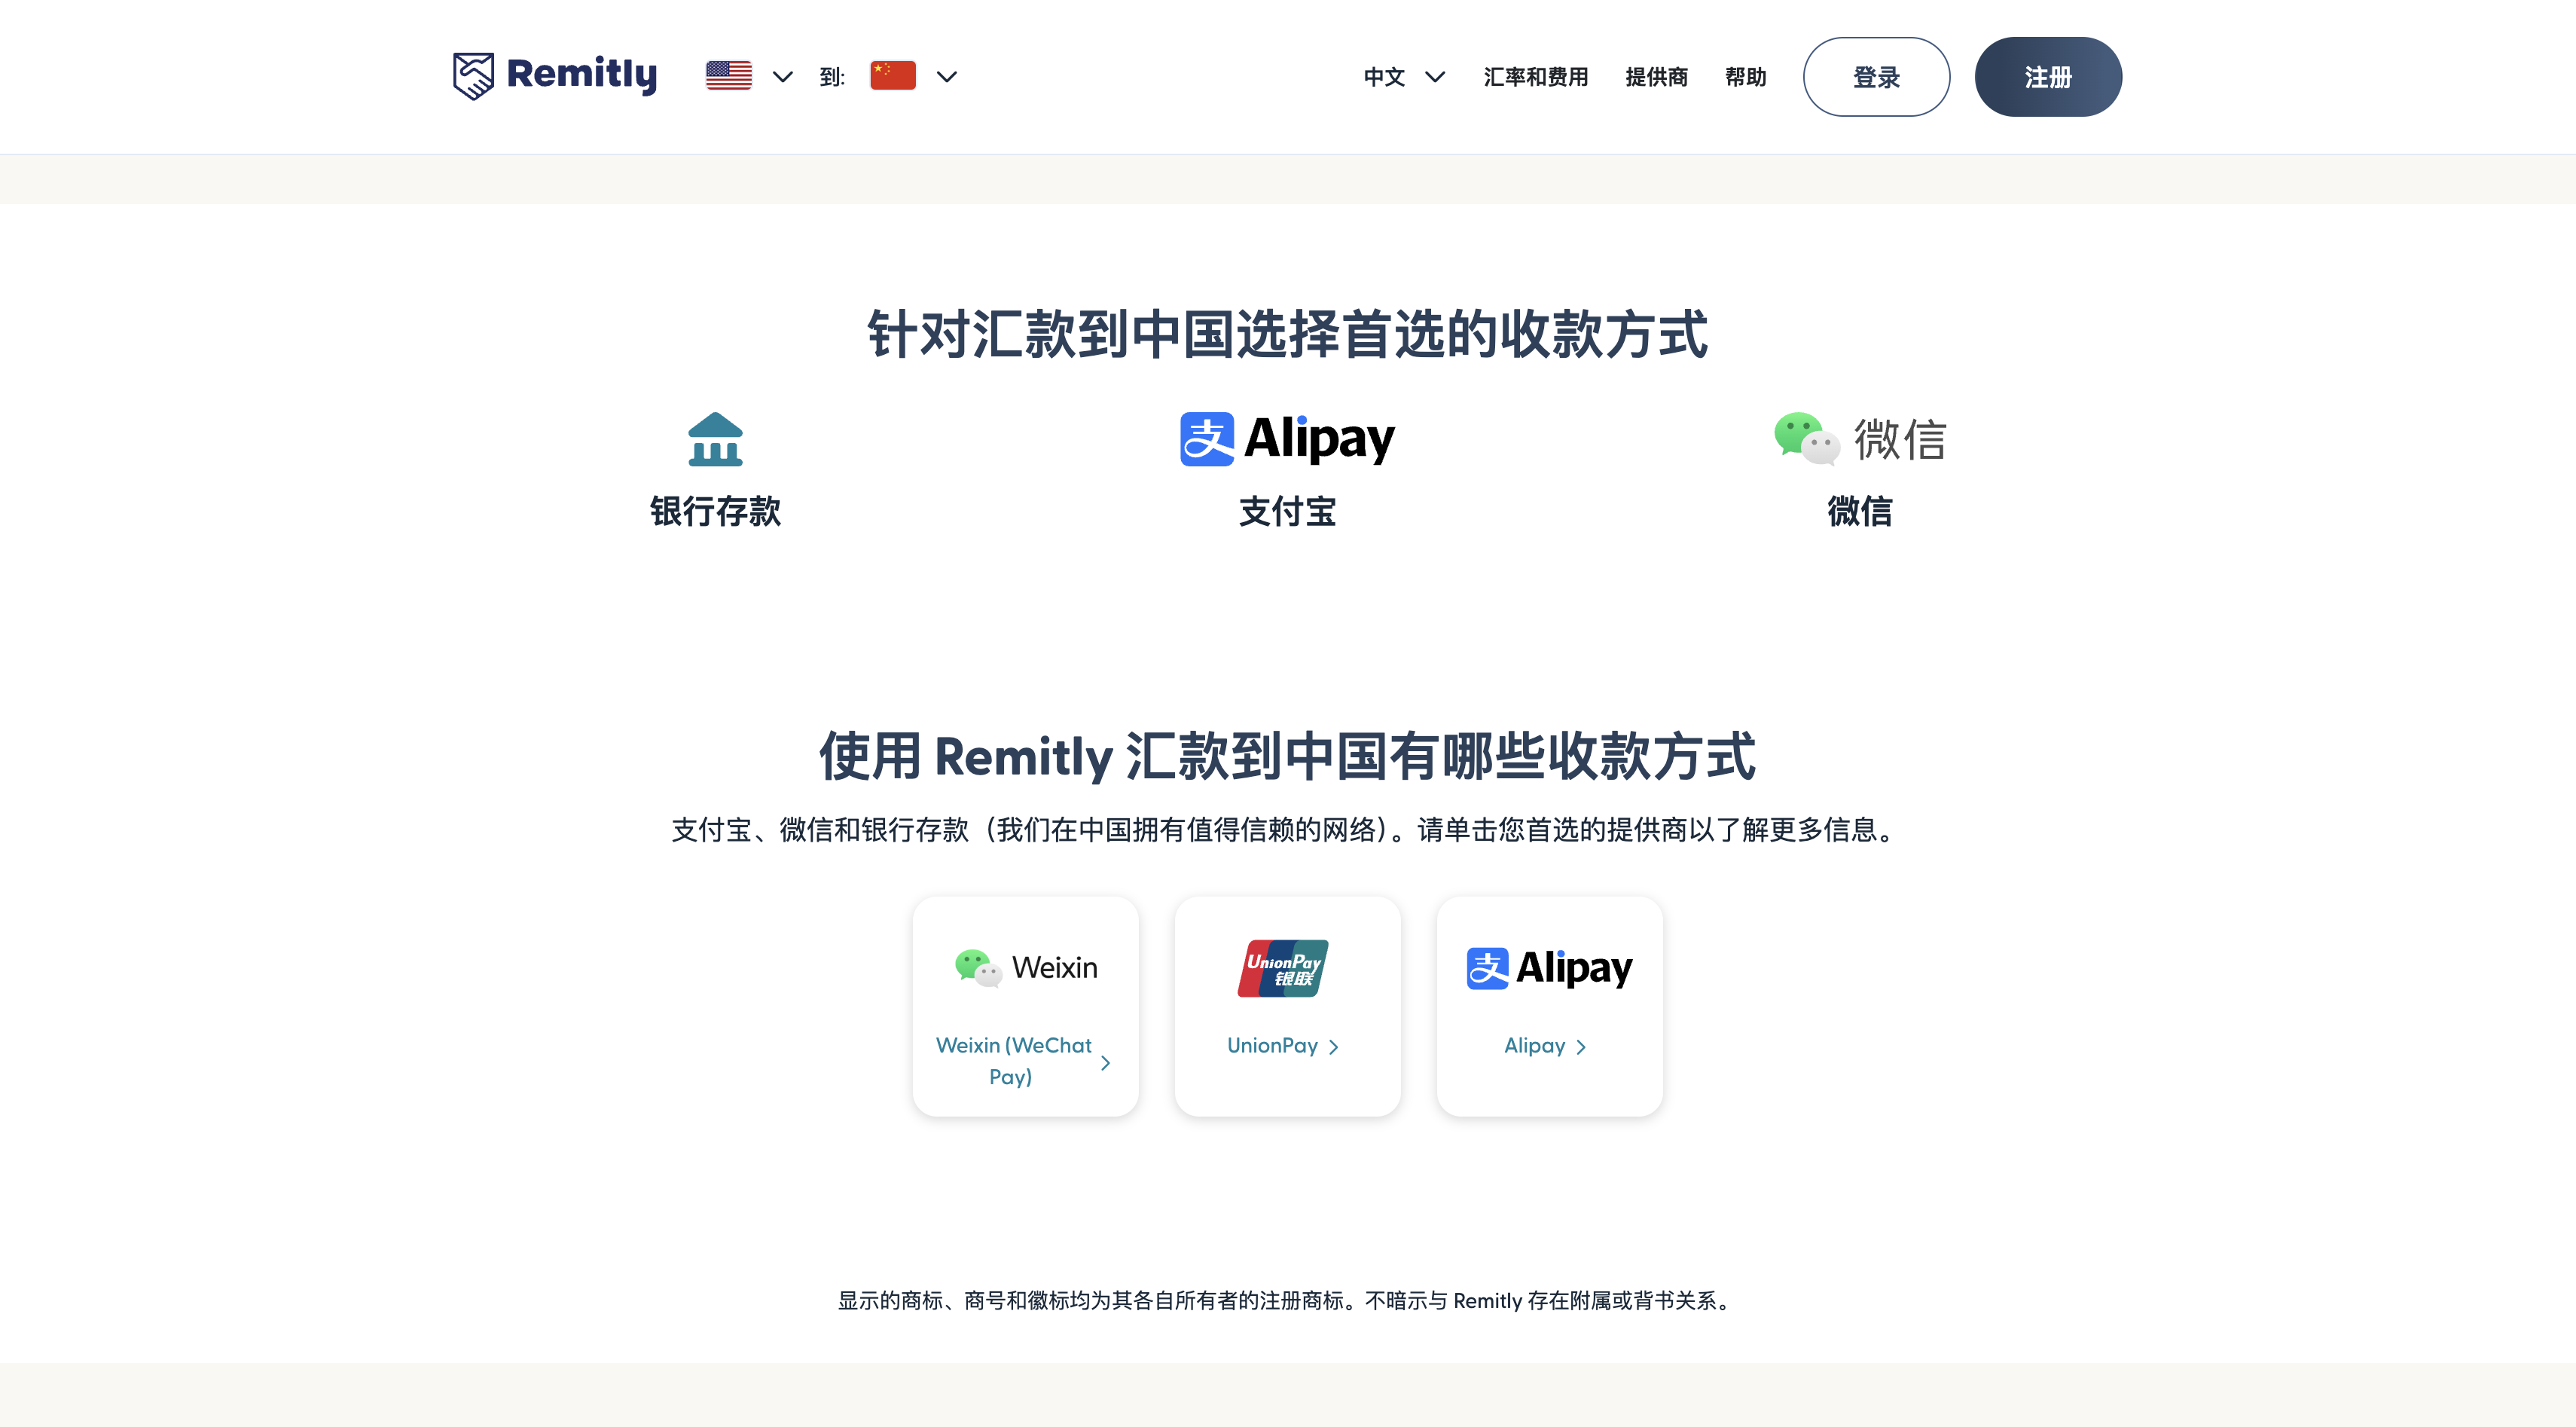 Remitly
到:
中文
汇率和费用
提供商
帮助
登录
注册
针对汇款到中国选择首选的收款方式
支 Alipay
微信
银行存款
支付宝
微信
使用 Remitly 汇款到中国有哪些收款方式
支付宝、微信和银行存款（我们在中国拥有值得信赖的网络）。请单击您首选的提供商以了解更多信息。
Weixin
UnionPay
银联
支 Alipay
Weixin (WeChat
Pay)
UnionPay
Alipay
显示的商标、商号和徽标均为其各自所有者的注册商标。不暗示与 Remitly 存在附属或背书关系。